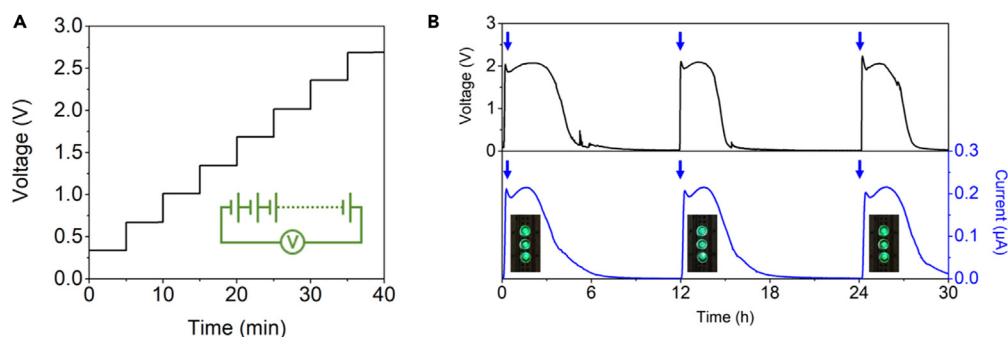 A
3.0
2.5
2.0
1.5
1.0
0.5
0.0
Voltage (V)
V
0 10 20 30 40
Time (min)
B
3
2
1
0
Voltage (V)
0.3
0.2
0.1
0.0
Current (μA)
0 6 12 18 24 30
Time (h)